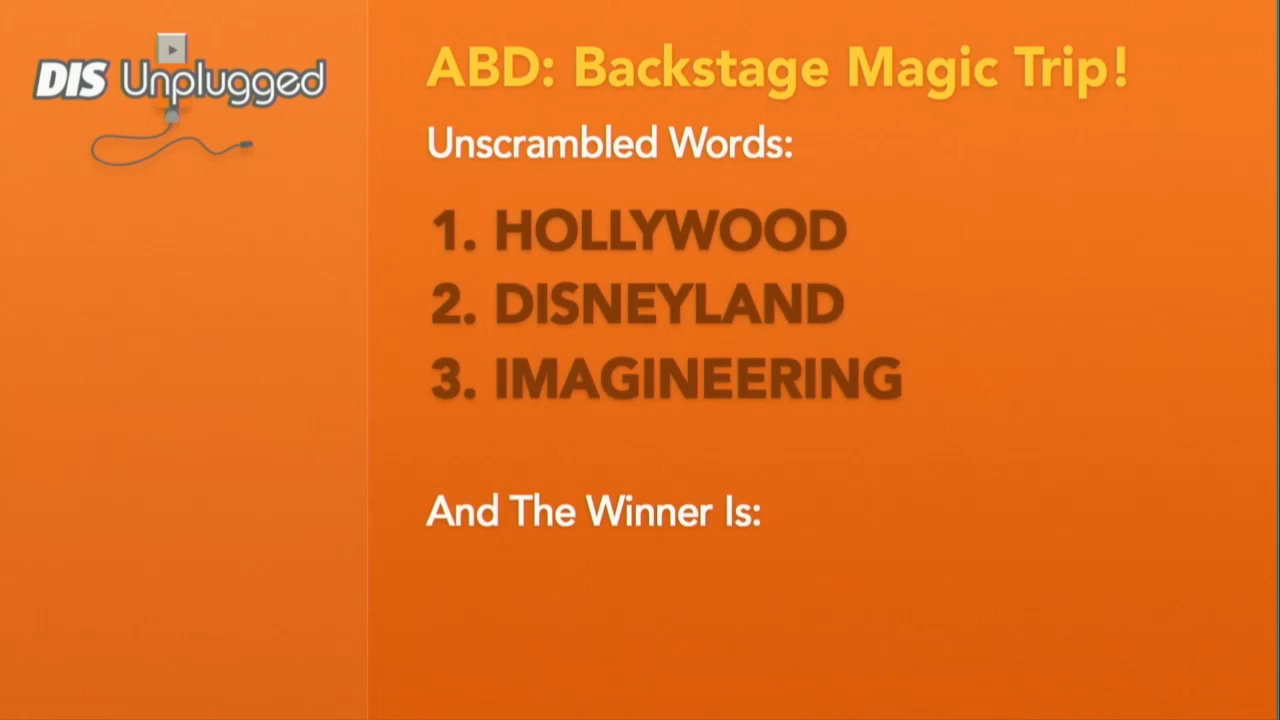 DIS Unplugged
ABD: Backstage Magic Trip!
Unscrambled Words:
1. HOLLYWOOD
2. DISNEYLAND
3. IMAGINEERING
And The Winner Is: